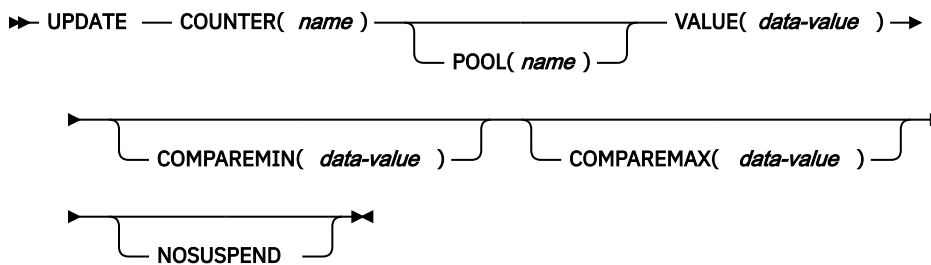 UPDATE COUNTER( name ) VALUE( data-value )
POOL( name )
COMPAREMIN( data-value ) COMPAREMAX( data-value )
NOSUSPEND